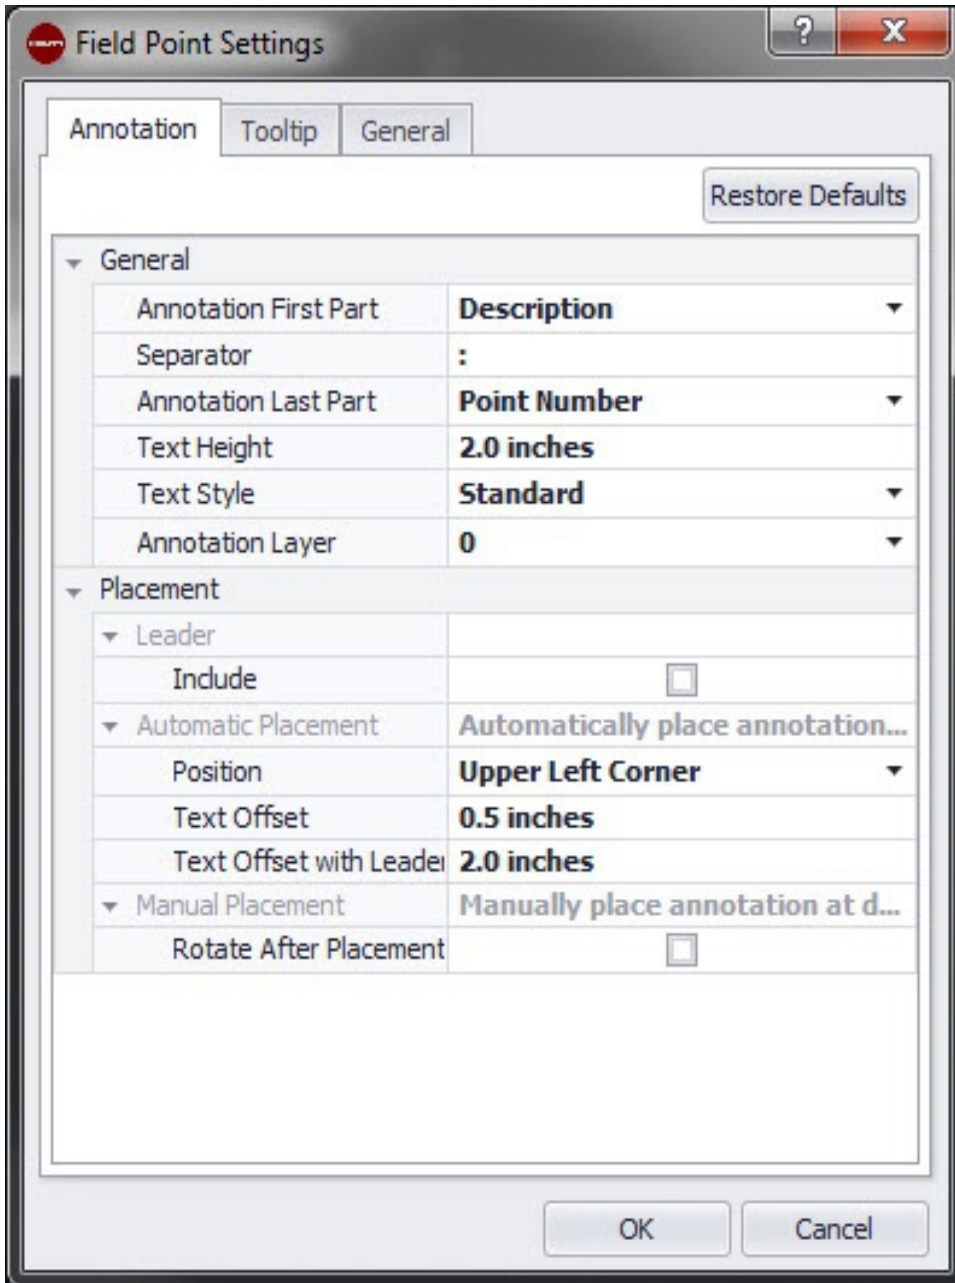 Field Point Settings
?
X
Annotation Tooltip General
Restore Defaults
General
Annotation First Part Description
Separator :
Annotation Last Part Point Number
Text Height 2.0 inches
Text Style Standard
Annotation Layer 0
Placement
Leader
Include
Automatic Placement Automatically place annotation...
Position Upper Left Corner
Text Offset 0.5 inches
Text Offset with Leader 2.0 inches
Manual Placement Manually place annotation at d...
Rotate After Placement
OK Cancel